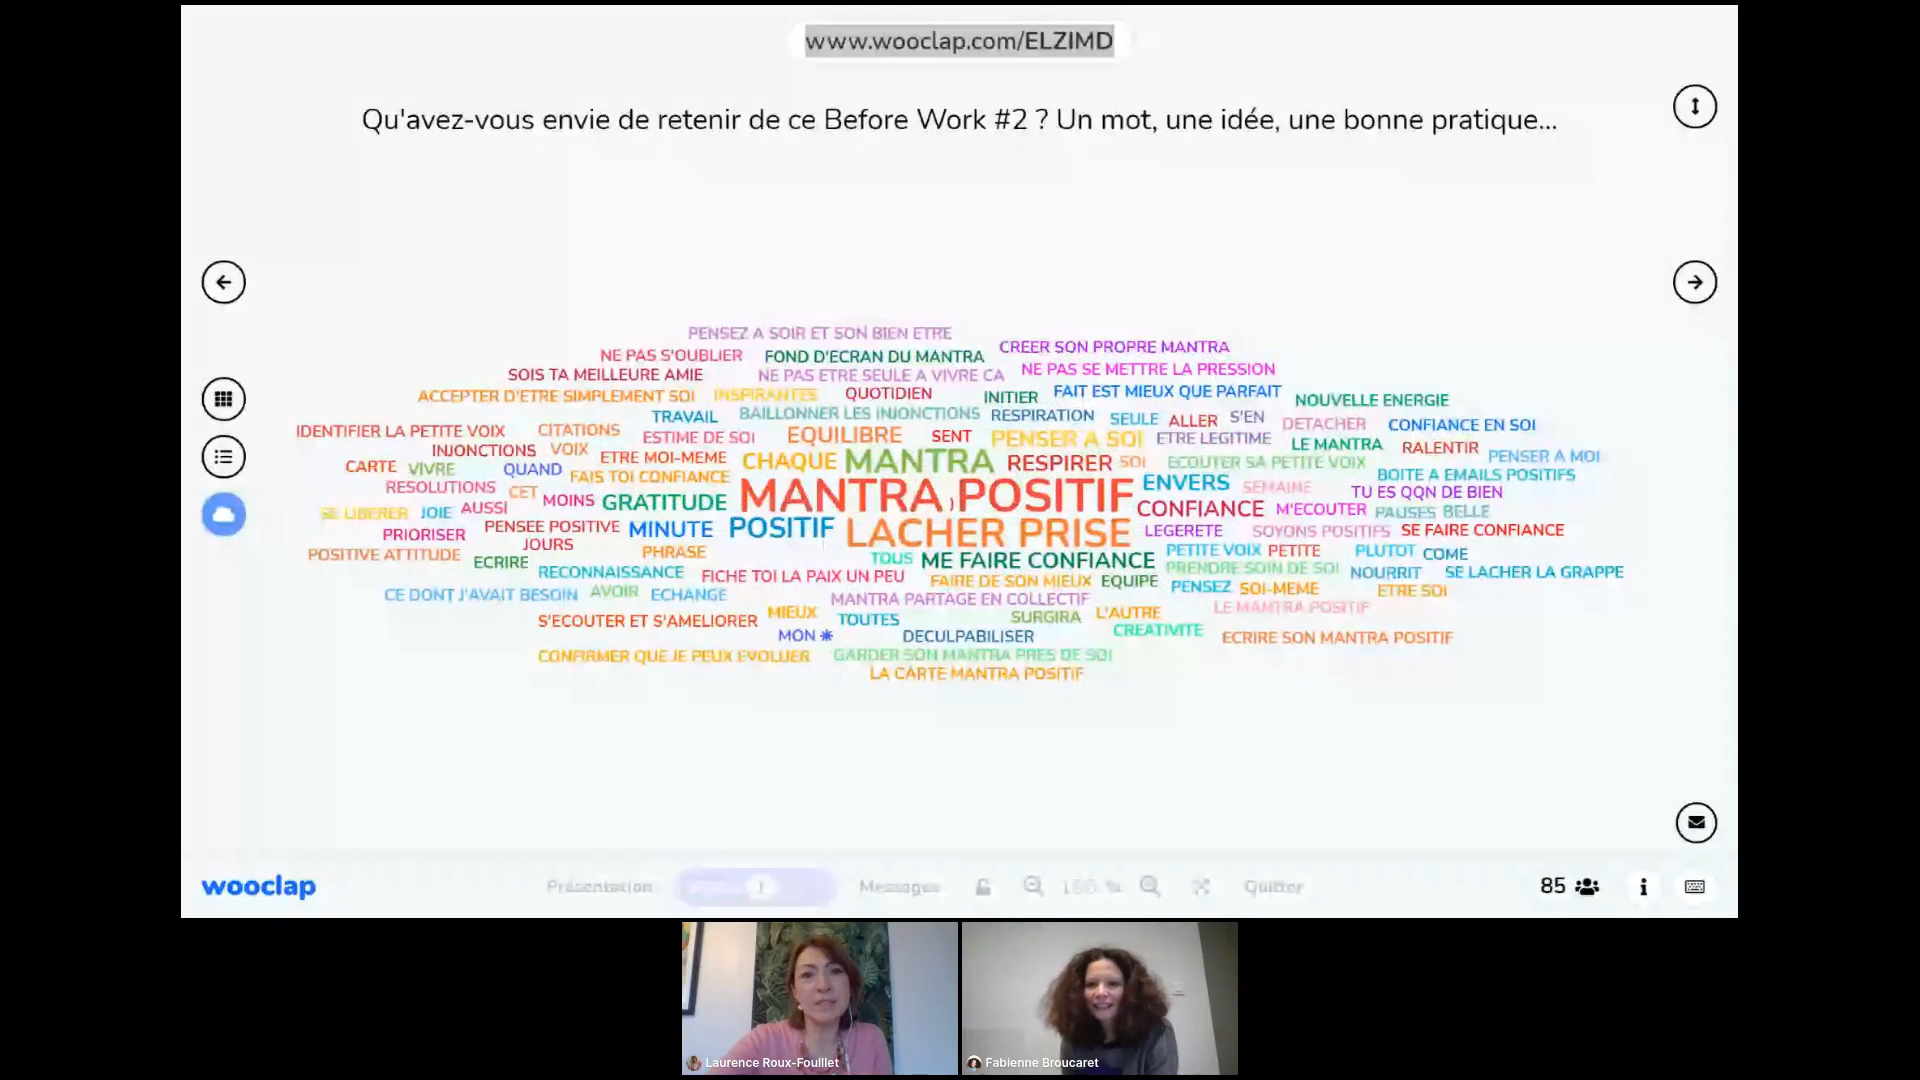 www.wooclap.com/ELZIMD
Qu'avez-vous envie de retenir de ce Before Work #2 ? Un mot, une idée, une bonne pratique...
PENSEZ A SOIR ET SON BIEN ETRE
NE PAS S'OUBLIER FOND D'ECRAN DU MANTRA CREER SON PROPRE MANTRA
SOIS TA MEILLEURE AMIE NE PAS ETRE SEULE A VIVRE CA NE PAS SE METTRE LA PRESSION
ACCEPTER D'ETRE SIMPLEMENT SOI INSPIRANTES QUOTIDIEN INITIER FAIT EST MIEUX QUE PARFAIT NOUVELLE ENERGIE
TRAVAIL BAILLONNER LES INJONCTIONS RESPIRATION SEULE ALLER S'EN DETACHER CONFIANCE EN SOI
IDENTIFIER LA PETITE VOIX CITATIONS ESTIME DE SOI EQUILIBRE SENT PENSER A SOI ETRE LEGITIME LE MANTRA RALENTIR
INJONCTIONS VOIX ETRE MOI-MEME CHAQUE MANTRA RESPIRER SOI ECOUTER SA PETITE VOIX PENSER A MOI
CARTE VIVRE QUAND FAIS TOI CONFIANCE BOITE A EMAILS POSITIFS
RESOLUTIONS CET MOINS GRATITUDE MANTRA ) POSITIF ENVERS SEMAINE TU ES QQN DE BIEN
SE LIBERER JOIE AUSSI CONFIANCE M'ECOUTER PAUSES BELLE
PRIORISER PENSEE POSITIVE MINUTE POSITIF LACHER PRISE LEGERETE SOYONS POSITIFS SE FAIRE CONFIANCE
POSITIVE ATTITUDE JOURS PHRASE TOUS ME FAIRE CONFIANCE PETITE VOIX PETITE PLUTOT COME
ECRIRE RECONNAISSANCE FICHE TOI LA PAIX UN PEU FAIRE DE SON MIEUX EQUIPE PRENDRE SOIN DE SOI NOURRIT SE LACHER LA GRAPPE
CE DONT J'AVAIT BESOIN AVOIR ECHANGE MANTRA PARTAGE EN COLLECTIF PENSEZ SOI-MEME ETRE SOI
S'ECOUTER ET S'AMELIORER MIEUX TOUTES SURGIRA L'AUTRE LE MANTRA POSITIF
MON DECULPABILISER CREATIVITE ECRIRE SON MANTRA POSITIF
CONFIRMER QUE JE PEUX EVOLUER GARDER SON MANTRA PRES DE SOI
LA CARTE MANTRA POSITIF
wooclap Présentation 1 Messages 100 % Quitter 85
Laurence Roux-Fouillet Fabienne Broucaret